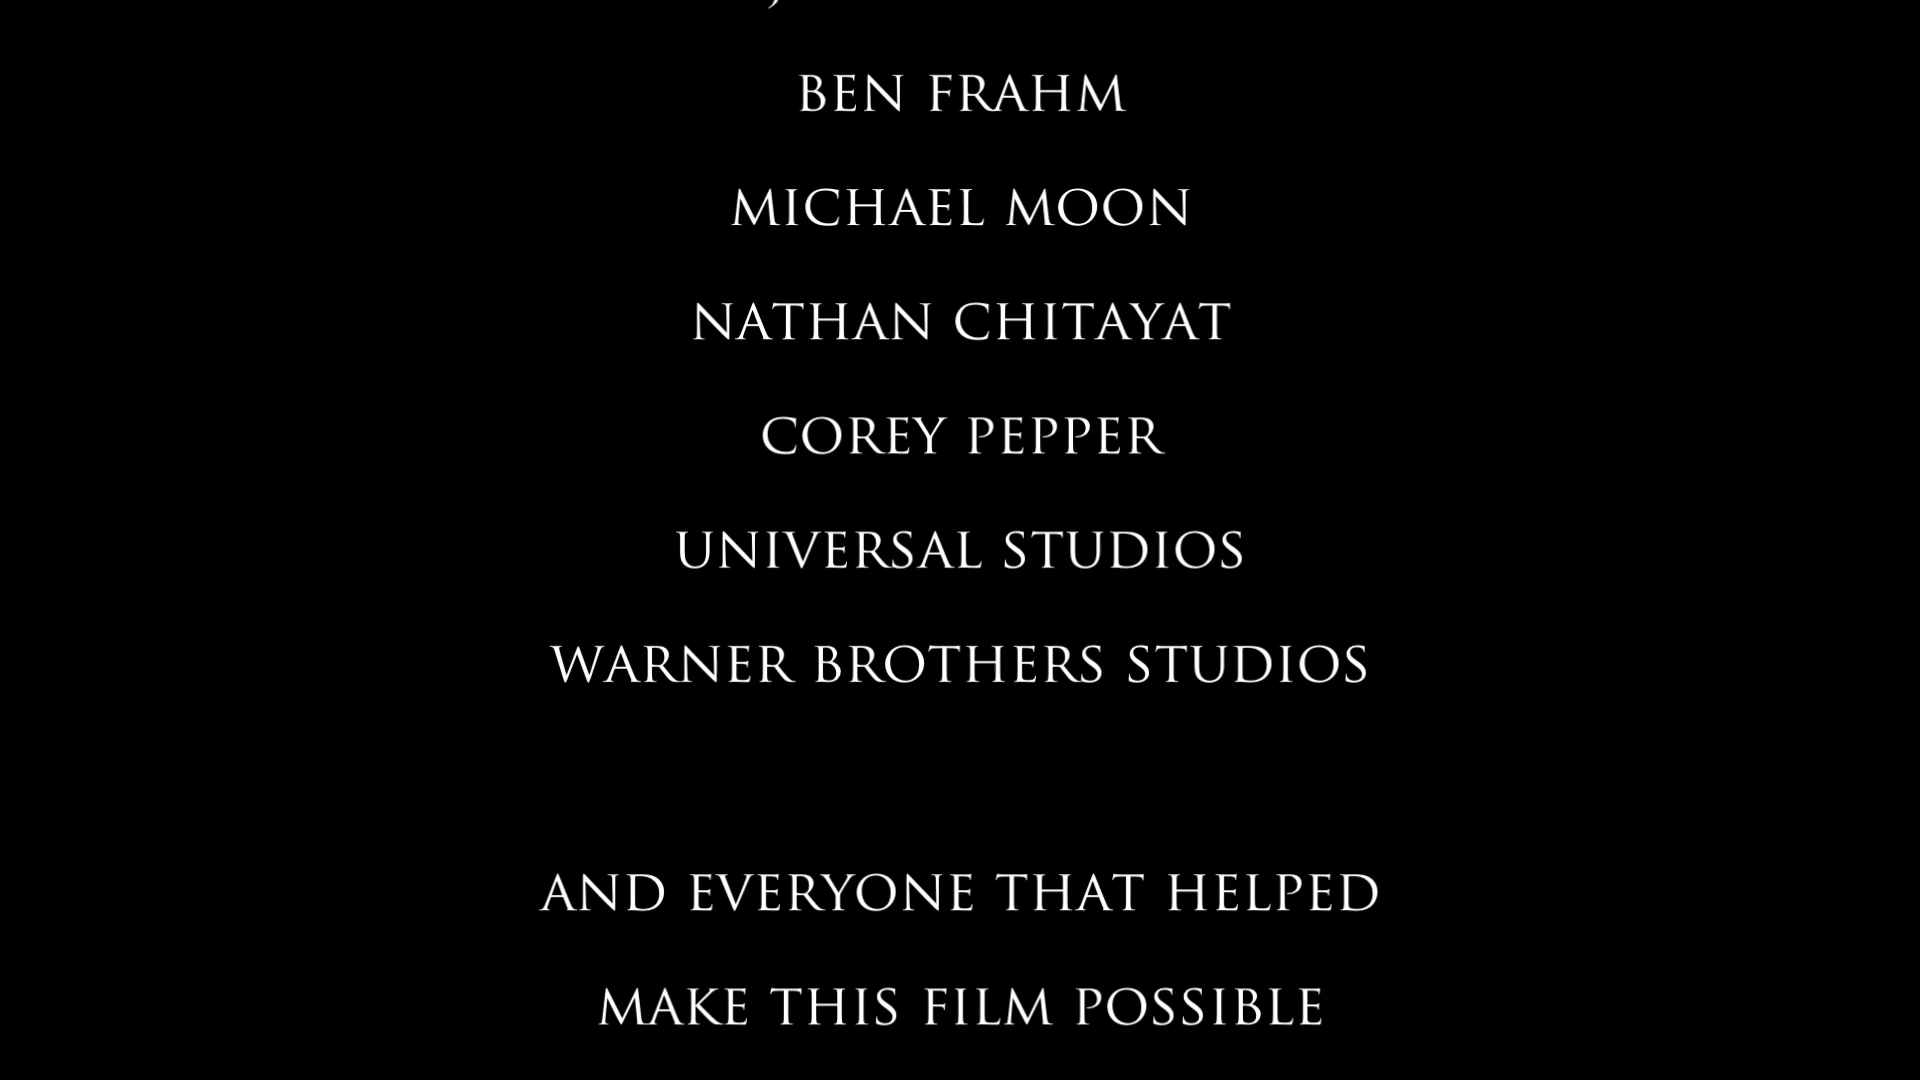 BEN FRAHM
MICHAEL MOON
NATHAN CHITAYAT
COREY PEPPER
UNIVERSAL STUDIOS
WARNER BROTHERS STUDIOS
AND EVERYONE THAT HELPED
MAKE THIS FILM POSSIBLE